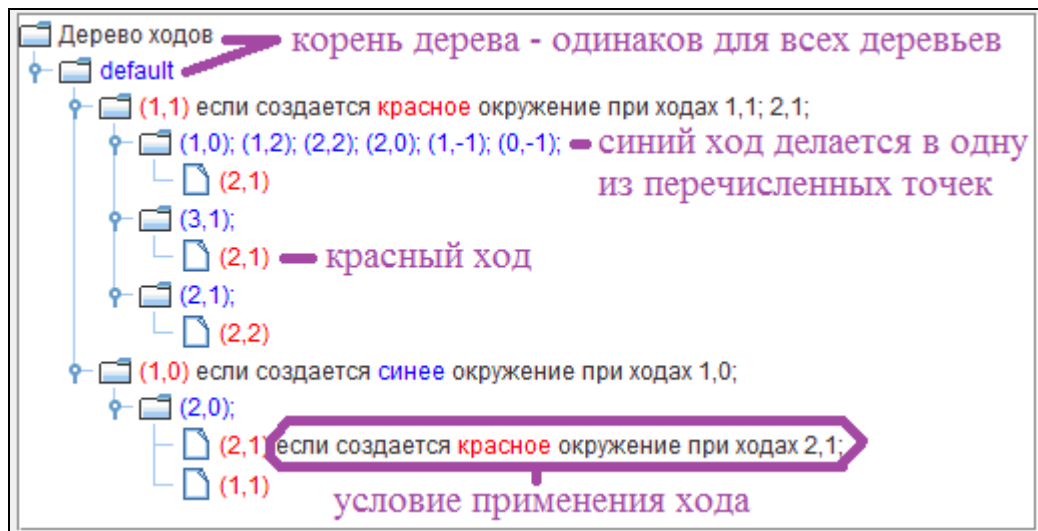 Дерево ходов корень дерева - одинаков для всех деревьев
default
(1,1) если создается красное окружение при ходах 1,1; 2,1;
(1,0); (1,2); (2,2); (2,0); (1,-1); (0,-1); синий ход делается в одну
(2,1) из перечисленных точек
(3,1);
(2,1) красный ход
(2,1);
(2,2)
(1,0) если создается синее окружение при ходах 1,0;
(2,0);
(2,1) если создается красное окружение при ходах 2,1;
(1,1) условие применения хода